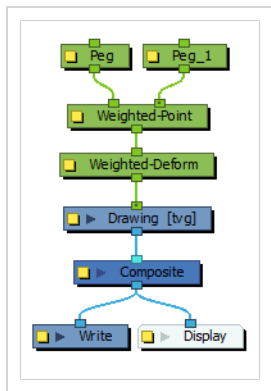 Peg
Peg_1
Weighted-Point
Weighted-Deform
Drawing [tvg]
Composite
Write
Display